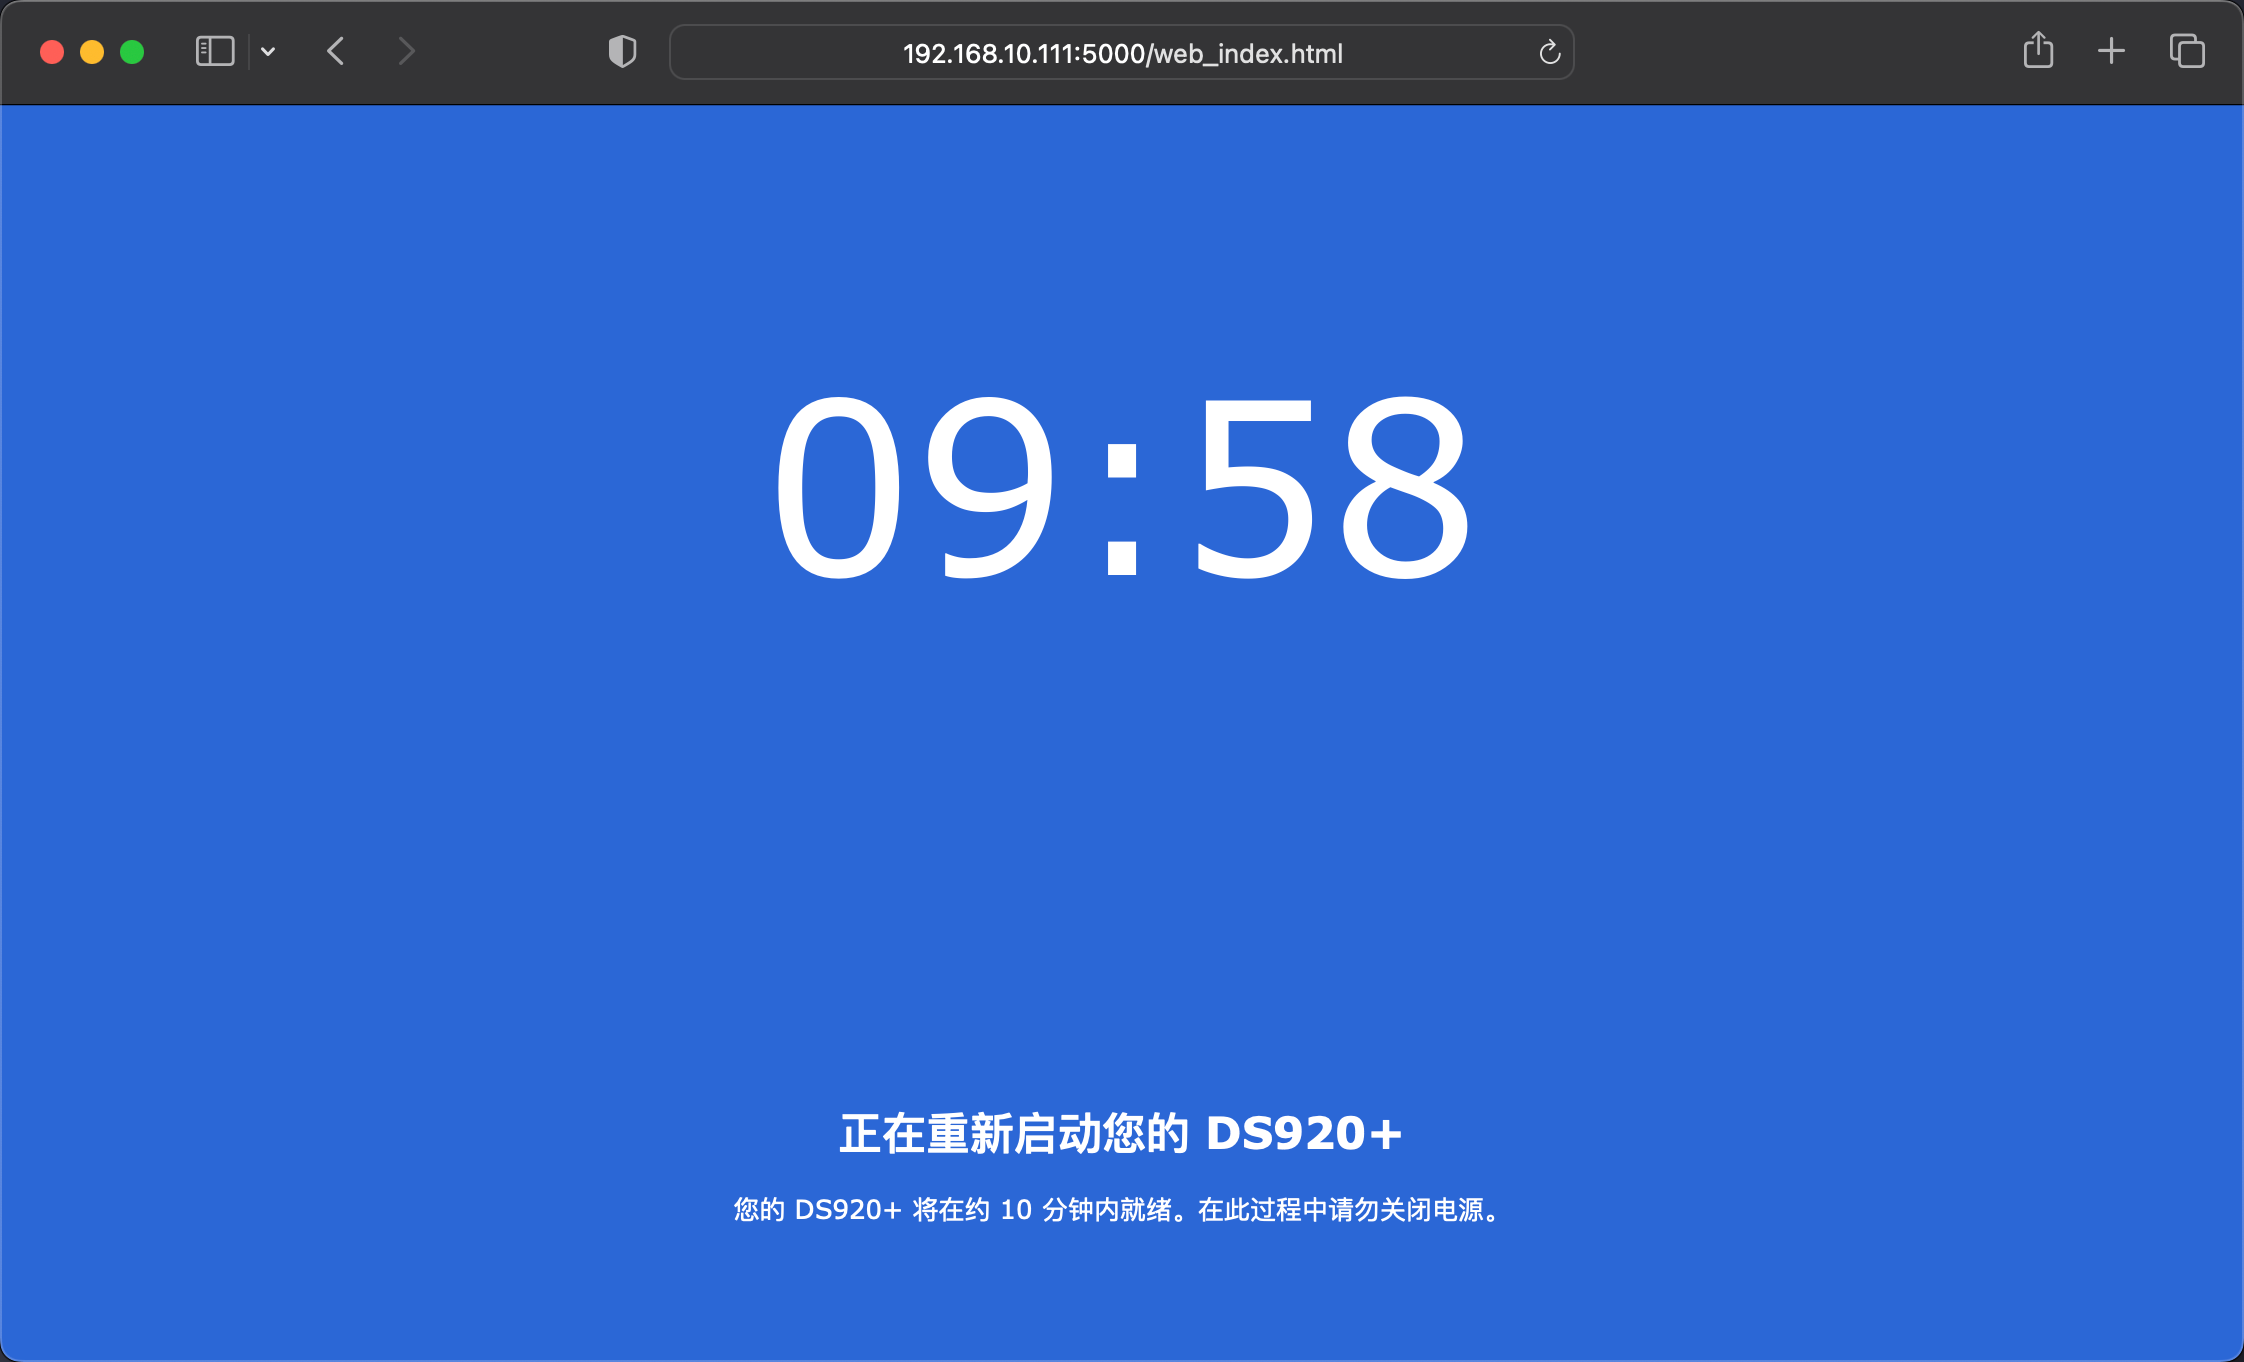 192.168.10.111:5000/web_index.html
09:58
正在重新启动您的 DS920+
您的 DS920+ 将在约 10 分钟内就绪。在此过程中请勿关闭电源。